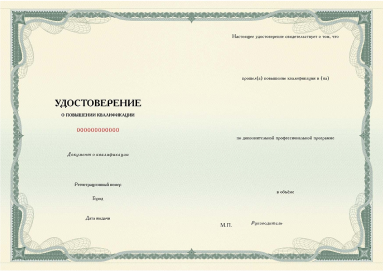 УДОСТОВЕРЕНИЕ
О ПОВЫШЕНИИ КВАЛИФИКАЦИИ
000000000000
Документ о квалификации
Регистрационный номер
Город
Дата выдачи
Настоящее удостоверение свидетельствует о том, что
прошел(а) повышение квалификации в (на)
по дополнительной профессиональной программе
в объёме
М.П.
Руководитель